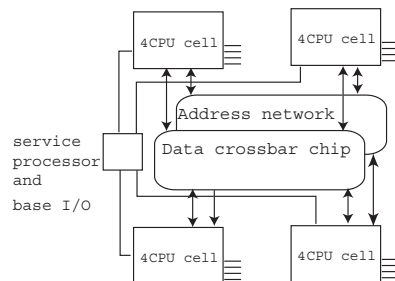 4CPU cell
4CPU cell
Address network
Data crossbar chip
service
processor
and
base I/O
4CPU cell
4CPU cell